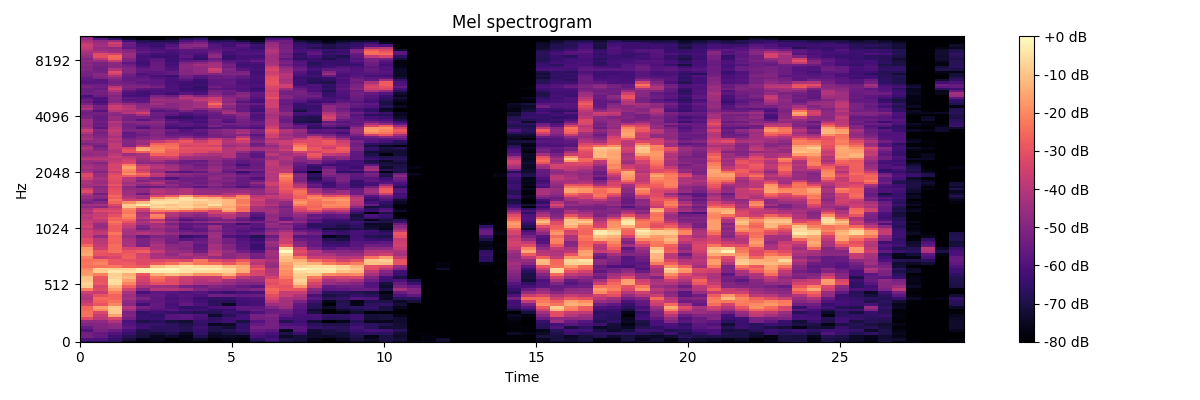 Mel spectrogram
Hz
8192
4096
2048
1024
512
0
0 5 10 15 20 25
Time
+0 dB
-10 dB
-20 dB
-30 dB
-40 dB
-50 dB
-60 dB
-70 dB
-80 dB